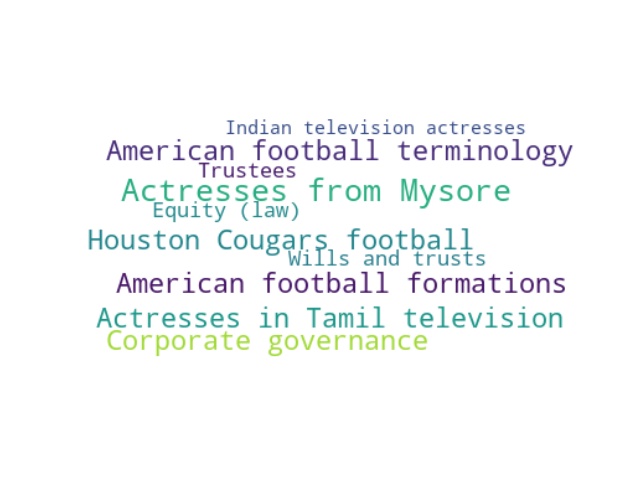 Indian television actresses
American football terminology
Trustees
Actresses from Mysore
Equity (law)
Houston Cougars football
Wills and trusts
American football formations
Actresses in Tamil television
Corporate governance